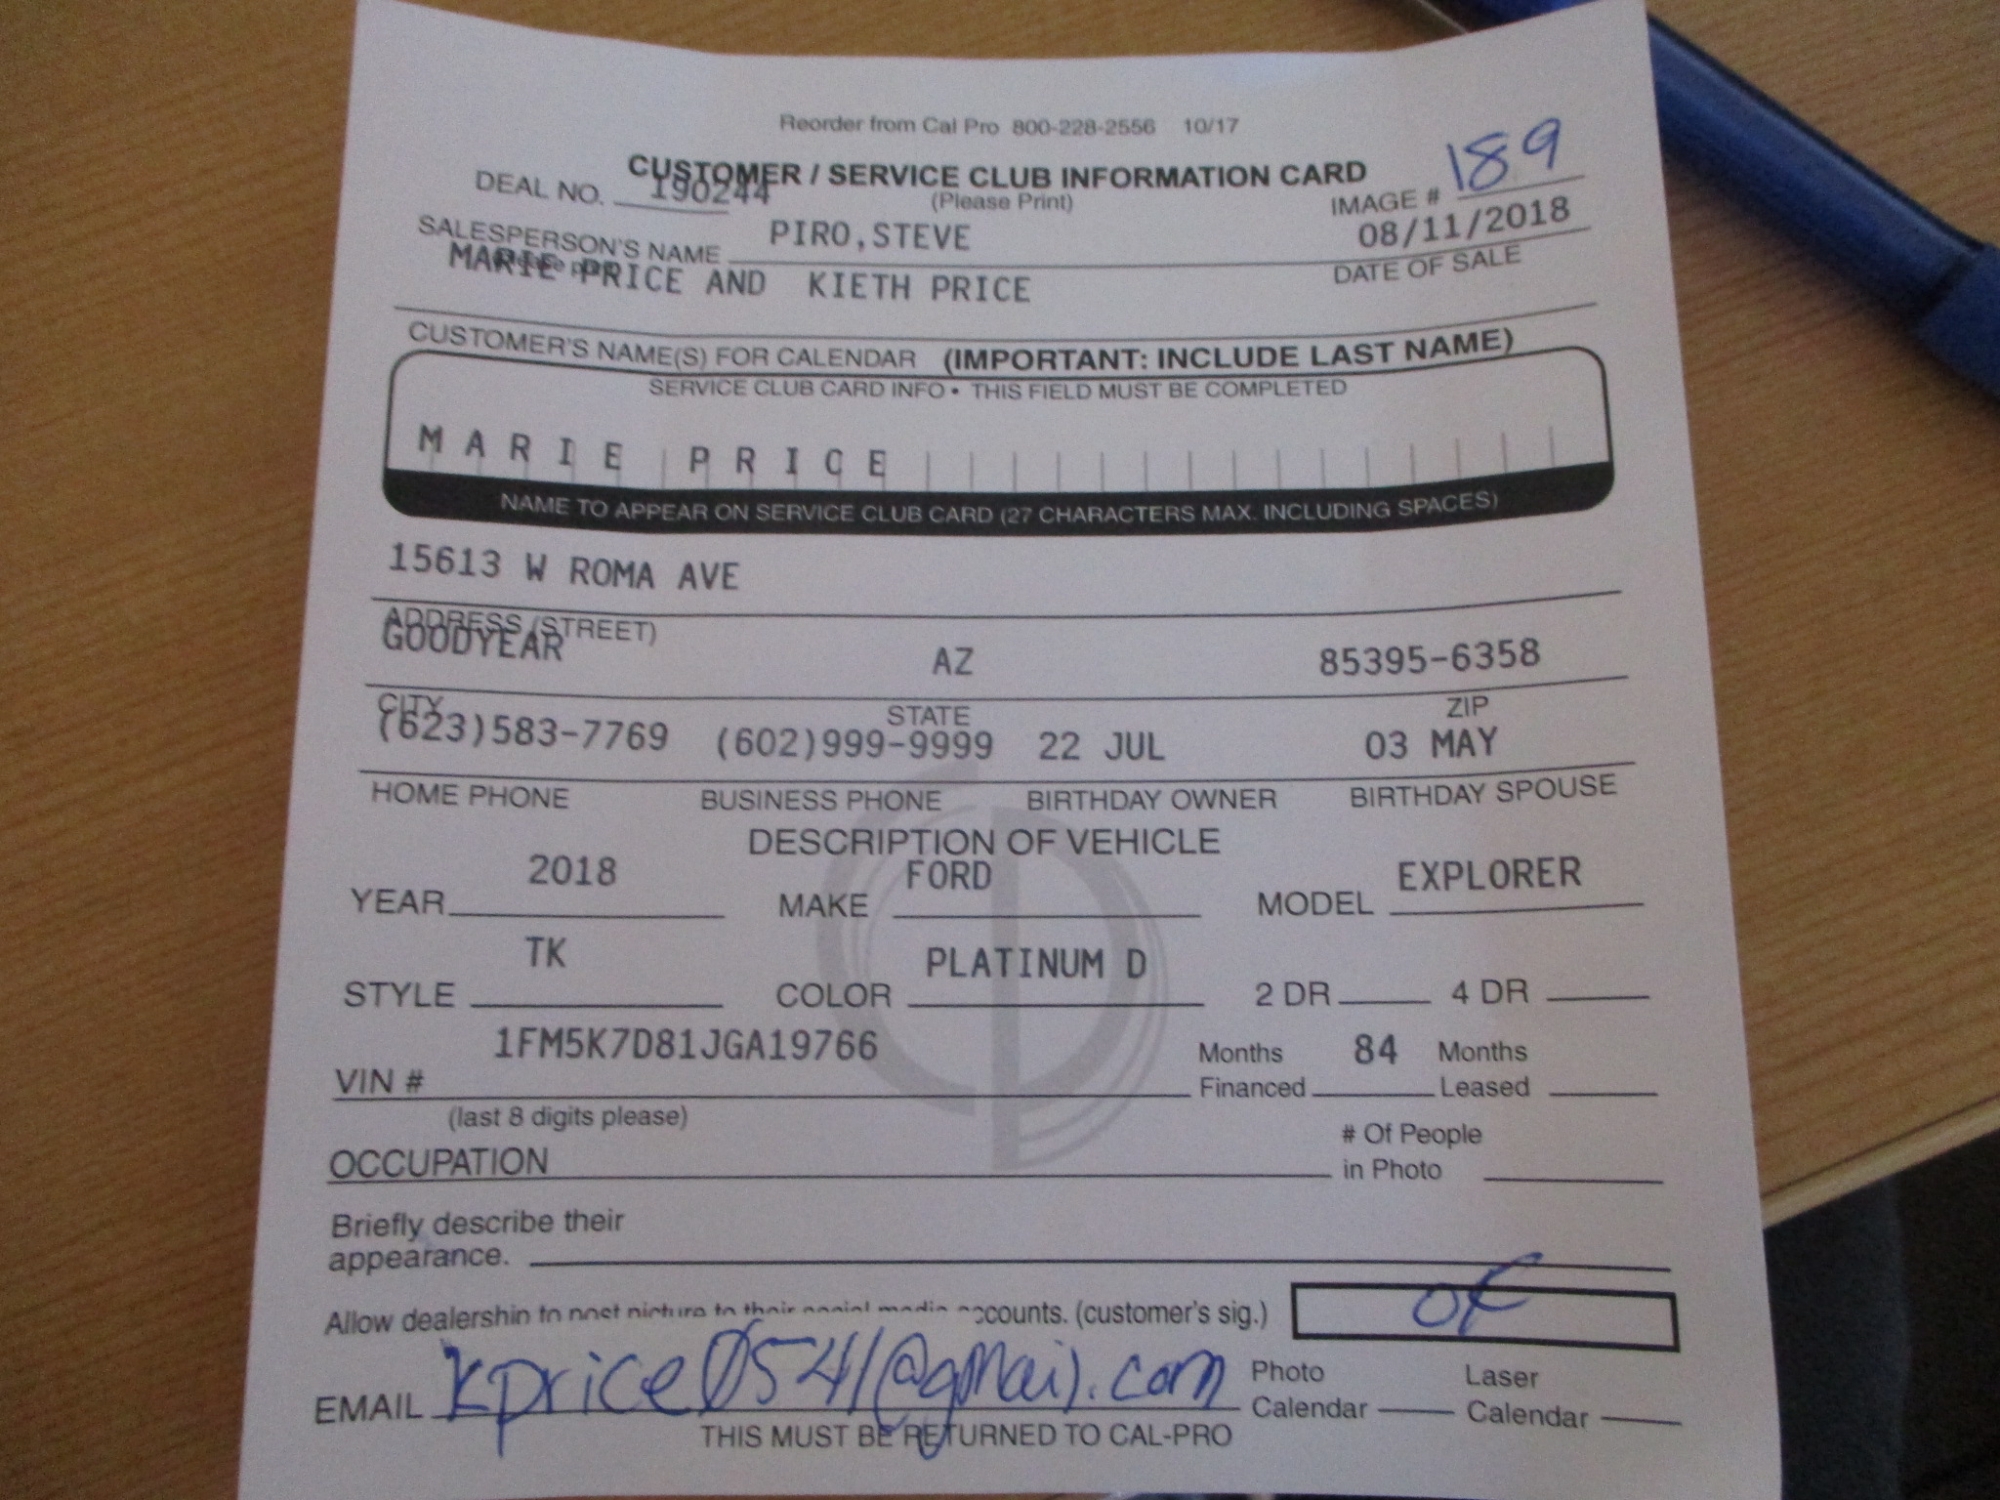 Reorder from Cal Pro 800-228-2556 10/17
CUSTOMER / SERVICE CLUB INFORMATION CARD
(Please Print)
DEAL NO. 190244
IMAGE # 189
SALESPERSON'S NAME PIRO,STEVE
08/11/2018
DATE OF SALE
MARIE PRICE AND KIETH PRICE
CUSTOMER'S NAME(S) FOR CALENDAR (IMPORTANT: INCLUDE LAST NAME)
SERVICE CLUB CARD INFO • THIS FIELD MUST BE COMPLETED
MARIE PRICE
NAME TO APPEAR ON SERVICE CLUB CARD (27 CHARACTERS MAX. INCLUDING SPACES)
15613 W ROMA AVE
ADDRESS (STREET)
GOODYEAR AZ 85395-6358
CITY STATE ZIP
(623)583-7769 (602)999-9999 22 JUL 03 MAY
HOME PHONE BUSINESS PHONE BIRTHDAY OWNER BIRTHDAY SPOUSE
DESCRIPTION OF VEHICLE
YEAR 2018 MAKE FORD MODEL EXPLORER
STYLE TK COLOR PLATINUM D 2 DR 4 DR
VIN # 1FM5K7D81JGA19766 Months Financed 84 Months Leased
(last 8 digits please)
OCCUPATION # Of People in Photo
Briefly describe their
appearance.
Allow dealership to post picture to their social media accounts. (customer's sig.) OK
EMAIL kprice0541@gmail.com Photo Calendar Laser Calendar
THIS MUST BE RETURNED TO CAL-PRO